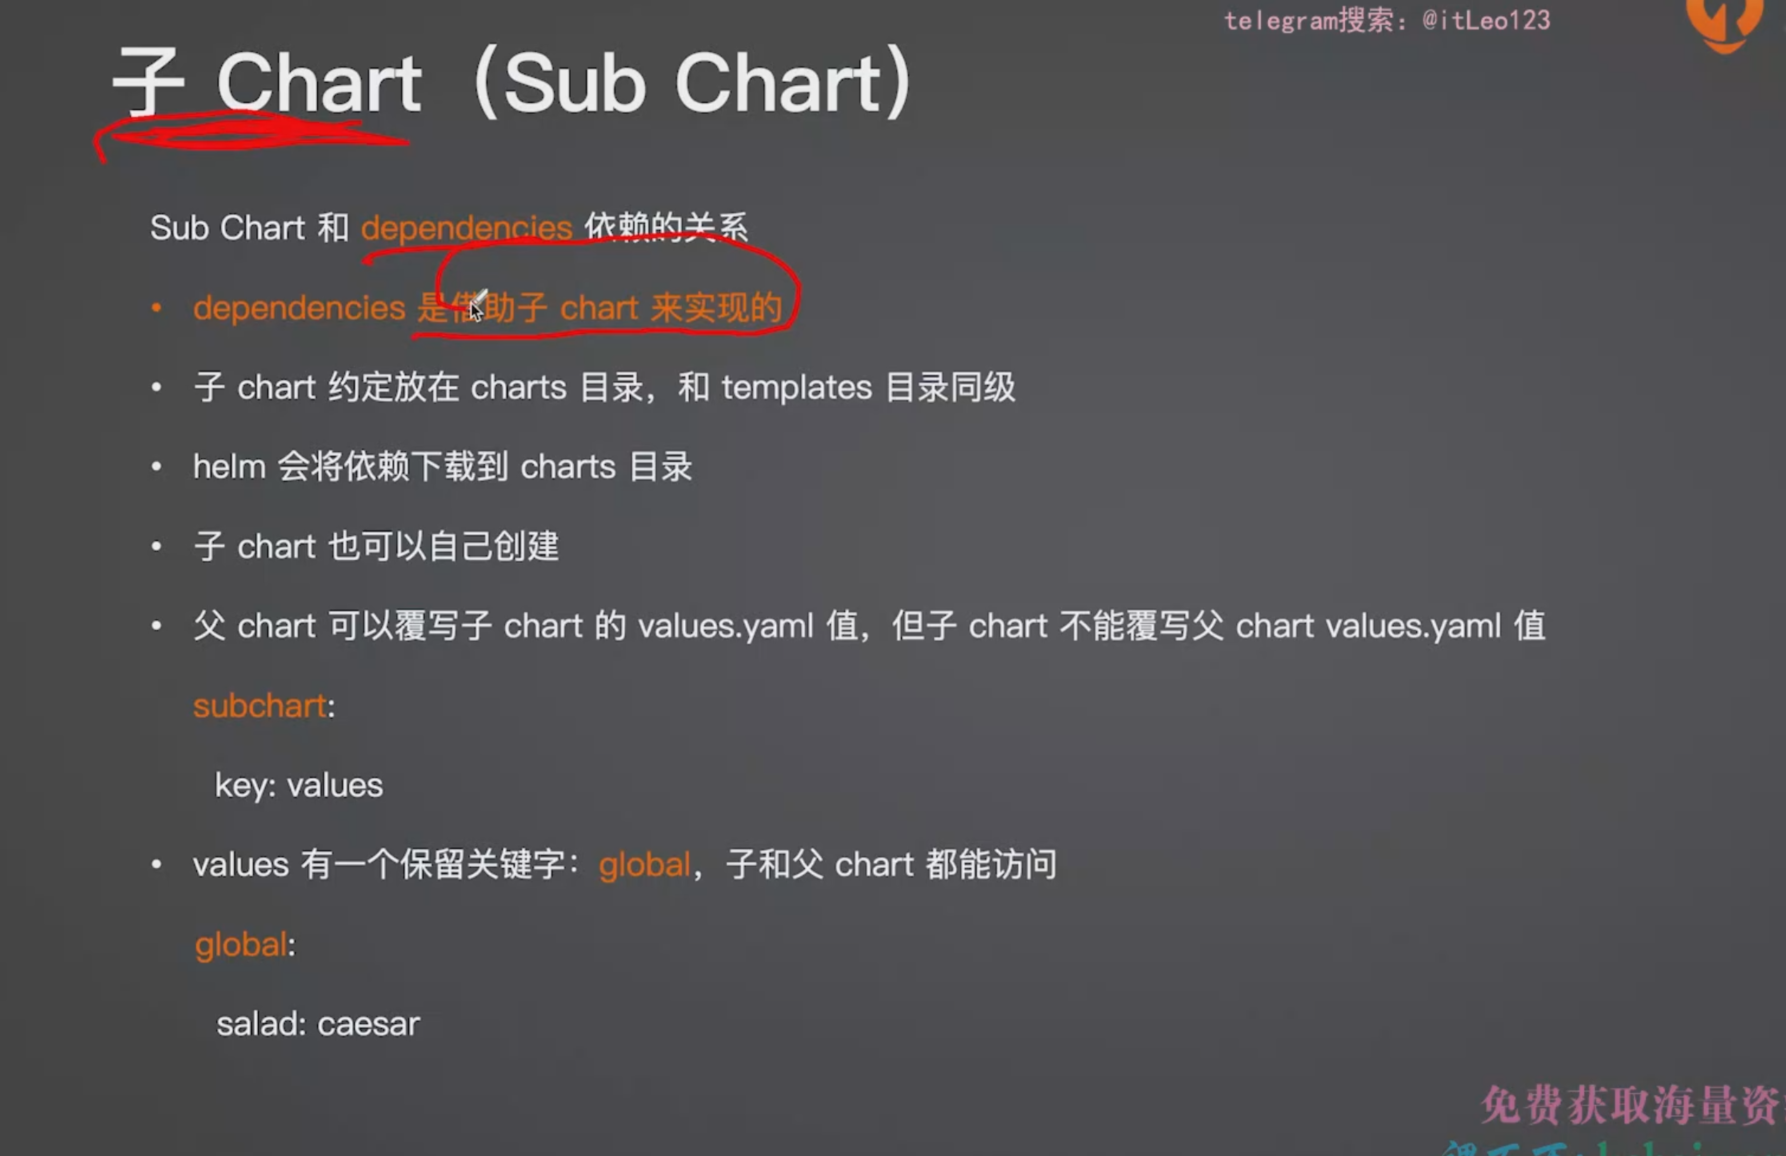 telegram搜索：@itLeo123
子 Chart（Sub Chart）
Sub Chart 和 dependencies 依赖的关系
• dependencies 是借助子 chart 来实现的
• 子 chart 约定放在 charts 目录，和 templates 目录同级
• helm 会将依赖下载到 charts 目录
• 子 chart 也可以自己创建
• 父 chart 可以覆写子 chart 的 values.yaml 值，但子 chart 不能覆写父 chart values.yaml 值
subchart:
key: values
• values 有一个保留关键字：global，子和父 chart 都能访问
global:
salad: caesar
免费获取海量资